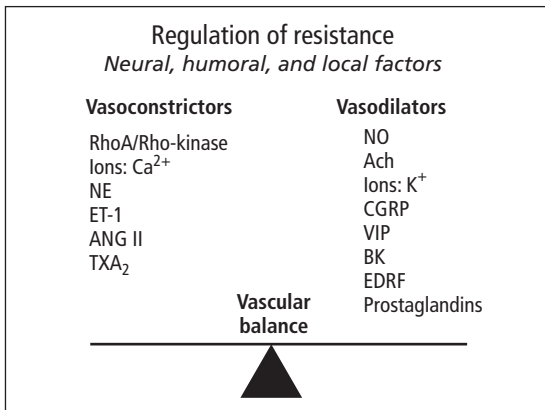 Regulation of resistance
Neural, humoral, and local factors
Vasoconstrictors
RhoA/Rho-kinase
Ions: Ca²⁺
NE
ET-1
ANG II
TXA₂
Vasodilators
NO
Ach
Ions: K⁺
CGRP
VIP
BK
EDRF
Prostaglandins
Vascular
balance